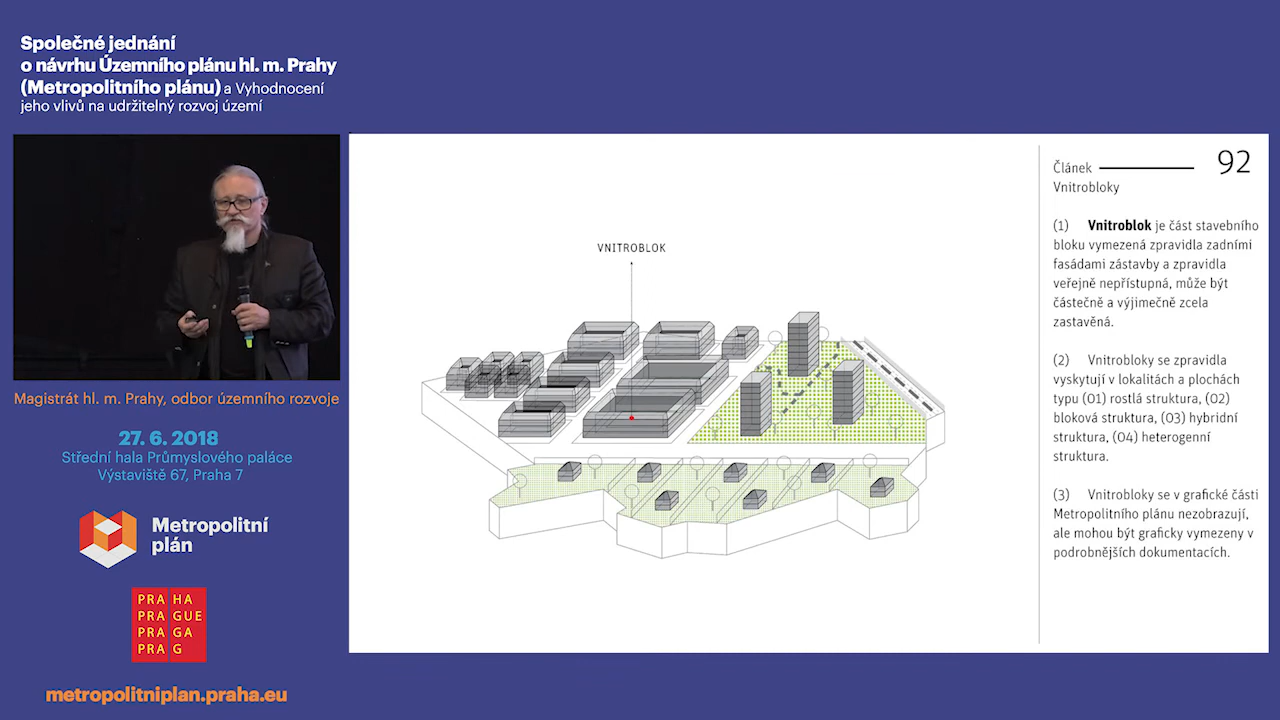 Společné jednání
o návrhu Územního plánu hl. m. Prahy
(Metropolitního plánu) a Vyhodnocení
jeho vlivů na udržitelný rozvoj území
Magistrát hl. m. Prahy, odbor územního rozvoje
27. 6. 2018
Střední hala Průmyslového paláce
Výstaviště 67, Praha 7
Metropolitní
plán
PRA HA
PRA GUE
PRA GA
PRA G
metropolitniplan.praha.eu
VNITROBLOK
Článek 92
Vnitrobloky
(1) Vnitroblok je část stavebního
bloku vymezená zpravidla zadními
fasádami zástavby a zpravidla
veřejně nepřístupná, může být
částečně a výjimečně zcela
zastavěná.
(2) Vnitrobloky se zpravidla
vyskytují v lokalitách a plochách
typu (01) rostlá struktura, (02)
bloková struktura, (03) hybridní
struktura, (04) heterogenní
struktura.
(3) Vnitrobloky se v grafické části
Metropolitního plánu nezobrazují,
ale mohou být graficky vymezeny v
podrobnějších dokumentacích.